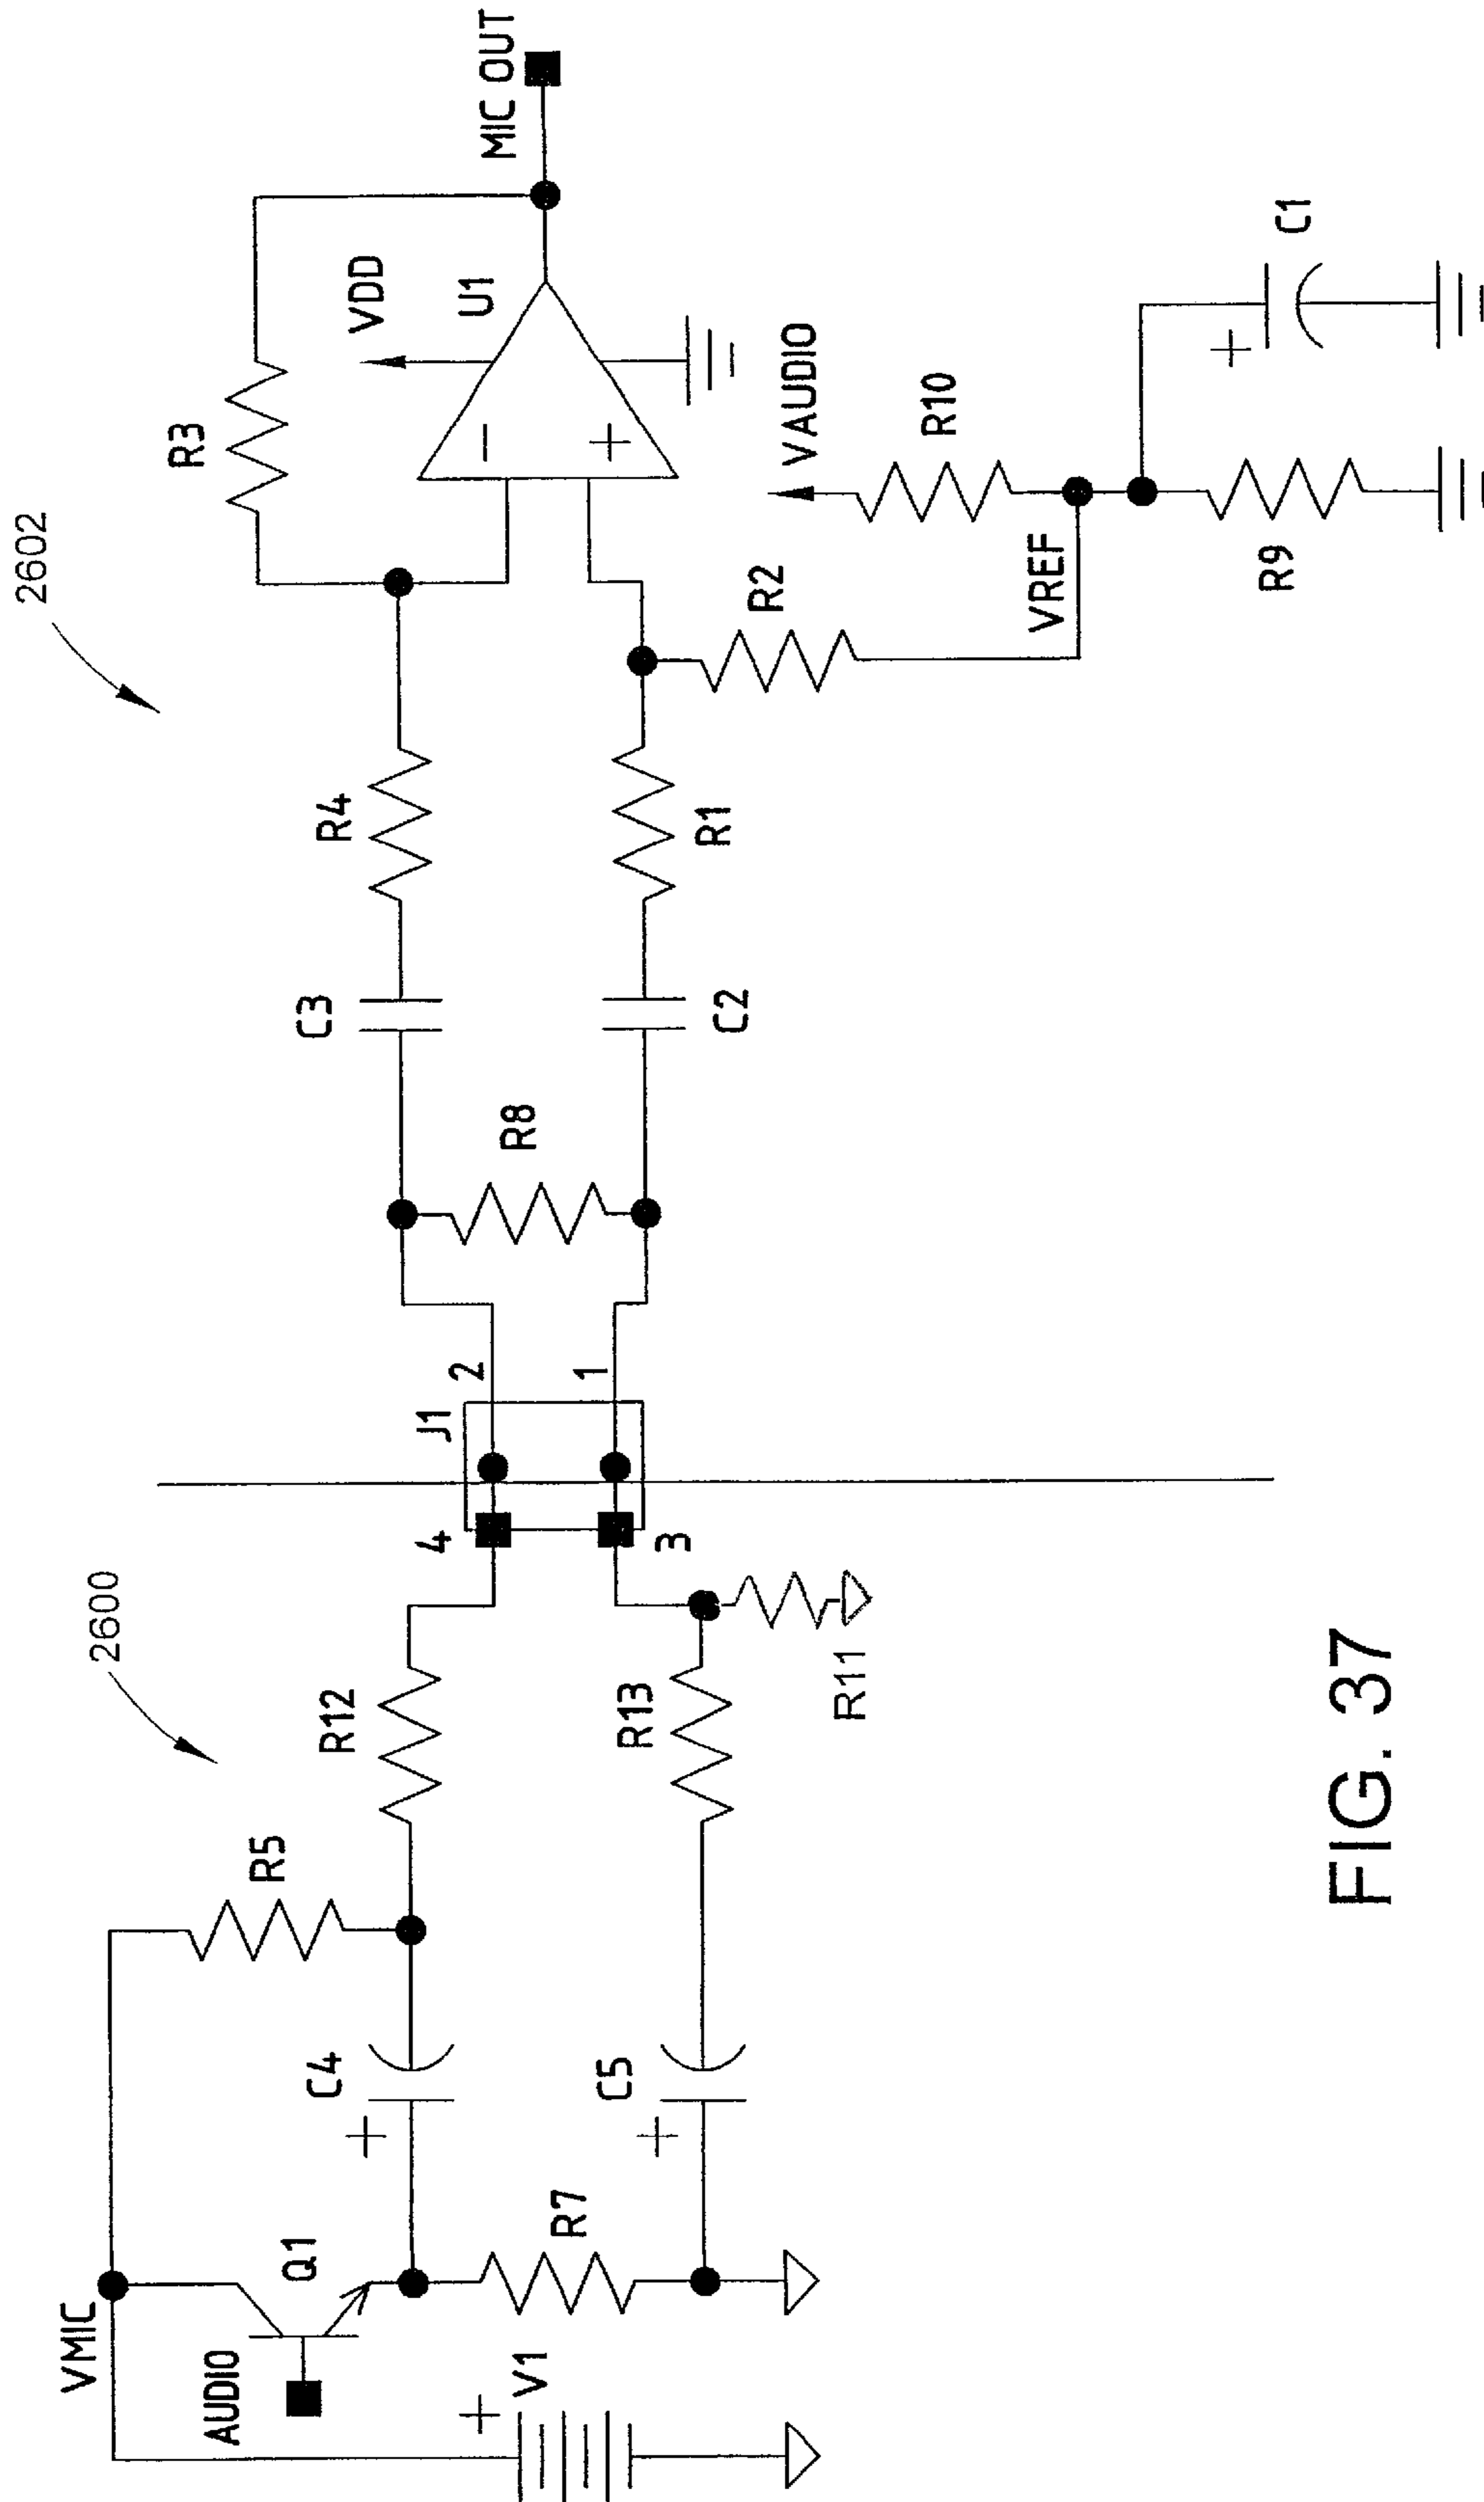 2600
2602
VMIC
AUDIO
Q1
+
V1
R5
+
C4
R7
+
C5
R12
R13
R11
4
3
J1
2
1
R8
C3
C2
R4
R1
R3
−
+
U1
VDD
MIC OUT
R2
VREF
VAUDIO
R10
R9
+
C1
FIG. 37